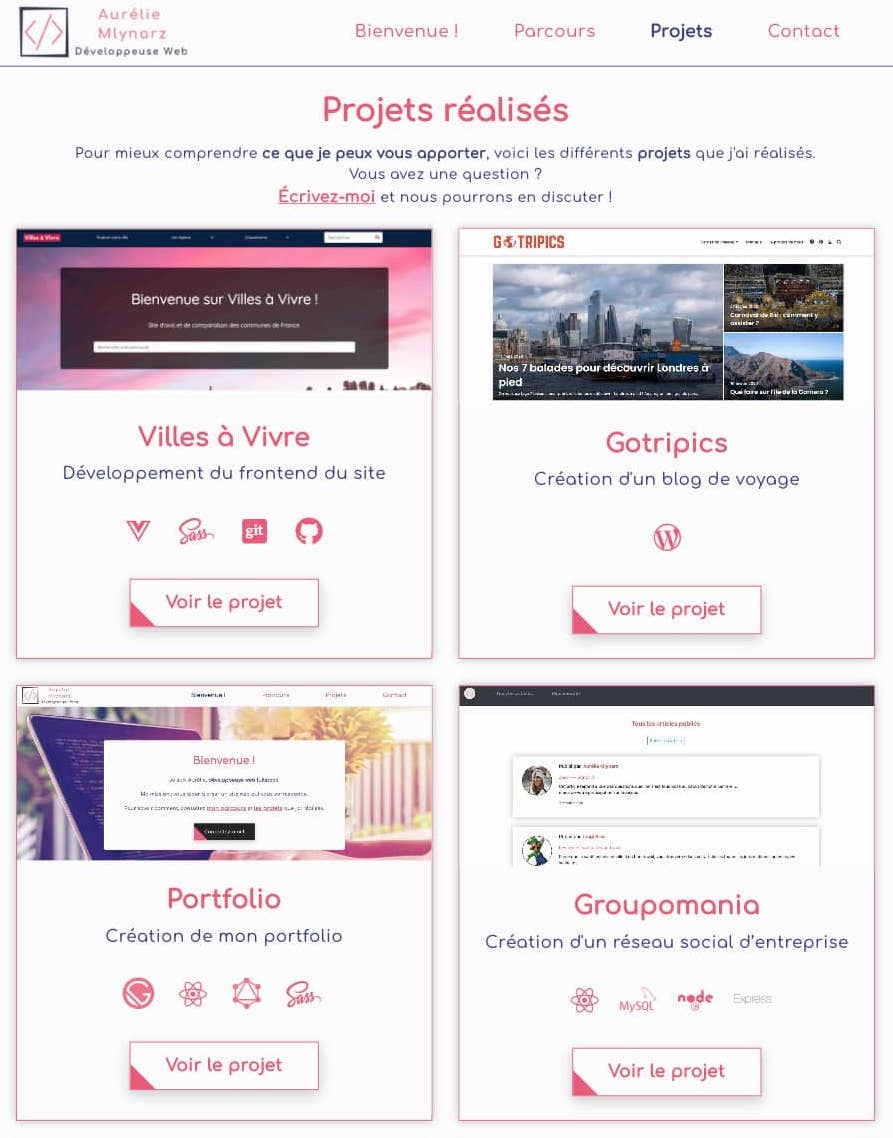 Aurélie
Mlynarz
Développeuse Web
Bienvenue !
Parcours
Projets
Contact
Projets réalisés
Pour mieux comprendre ce que je peux vous apporter, voici les différents projets que j'ai réalisés.
Vous avez une question ?
Écrivez-moi et nous pourrons en discuter !
Villes à Vivre
Bienvenue sur Villes à Vivre !
Site d'avis et de comparaison des communes de France.
Villes à Vivre
Développement du frontend du site
Sass
git
Voir le projet
GOTRIPICS
Nos 7 balades pour découvrir Londres à
pied
Carnaval de Rio : comment y
assister ?
Que faire sur l'île de la Gomera ?
Gotripics
Création d'un blog de voyage
Voir le projet
Aurélie
Mlynarz
Bienvenue !
Parcours
Projets
Contact
Bienvenue !
Portfolio
Création de mon portfolio
Sass
Voir le projet
Tous les articles publiés
Publié par Aurélie Mlynarz
Publié par Luigi
Groupomania
Création d'un réseau social d'entreprise
MySQL
node
Express
Voir le projet